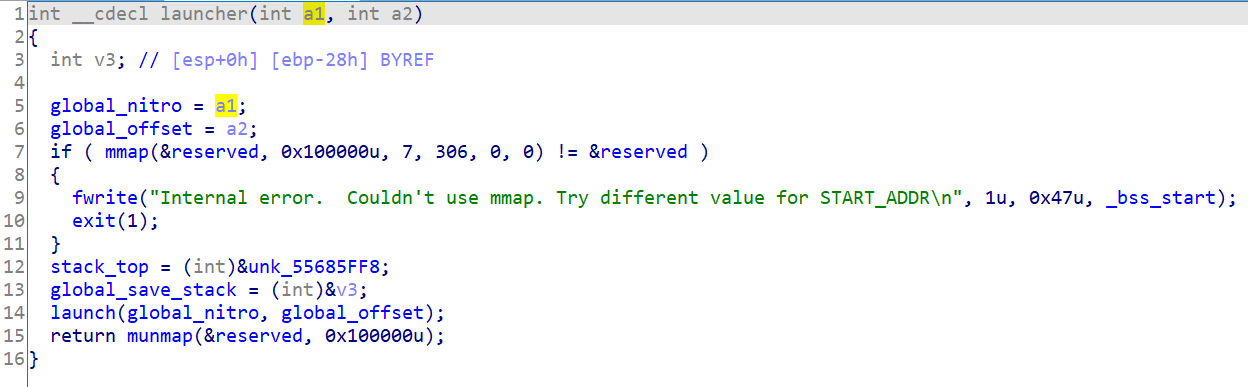 1 int __cdecl launcher(int a1, int a2)
2 {
3   int v3; // [esp+0h] [ebp-28h] BYREF
4
5   global_nitro = a1;
6   global_offset = a2;
7   if ( mmap(&reserved, 0x100000u, 7, 306, 0, 0) != &reserved )
8   {
9     fwrite("Internal error.  Couldn't use mmap. Try different value for START_ADDR\n", 1u, 0x47u, _bss_start);
10     exit(1);
11   }
12   stack_top = (int)&unk_55685FF8;
13   global_save_stack = (int)&v3;
14   launch(global_nitro, global_offset);
15   return munmap(&reserved, 0x100000u);
16 }